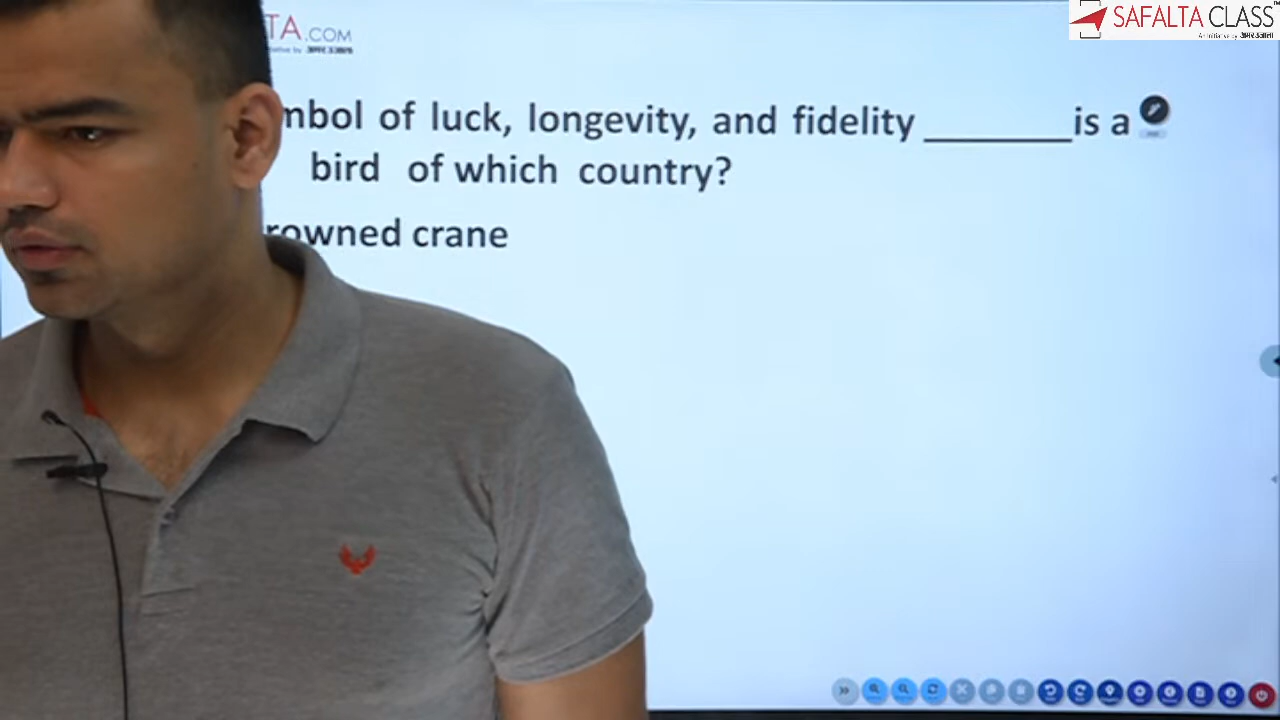 SAFALTA CLASS
TA.COM
mbol of luck, longevity, and fidelity ________is a
bird of which country?
rowned crane